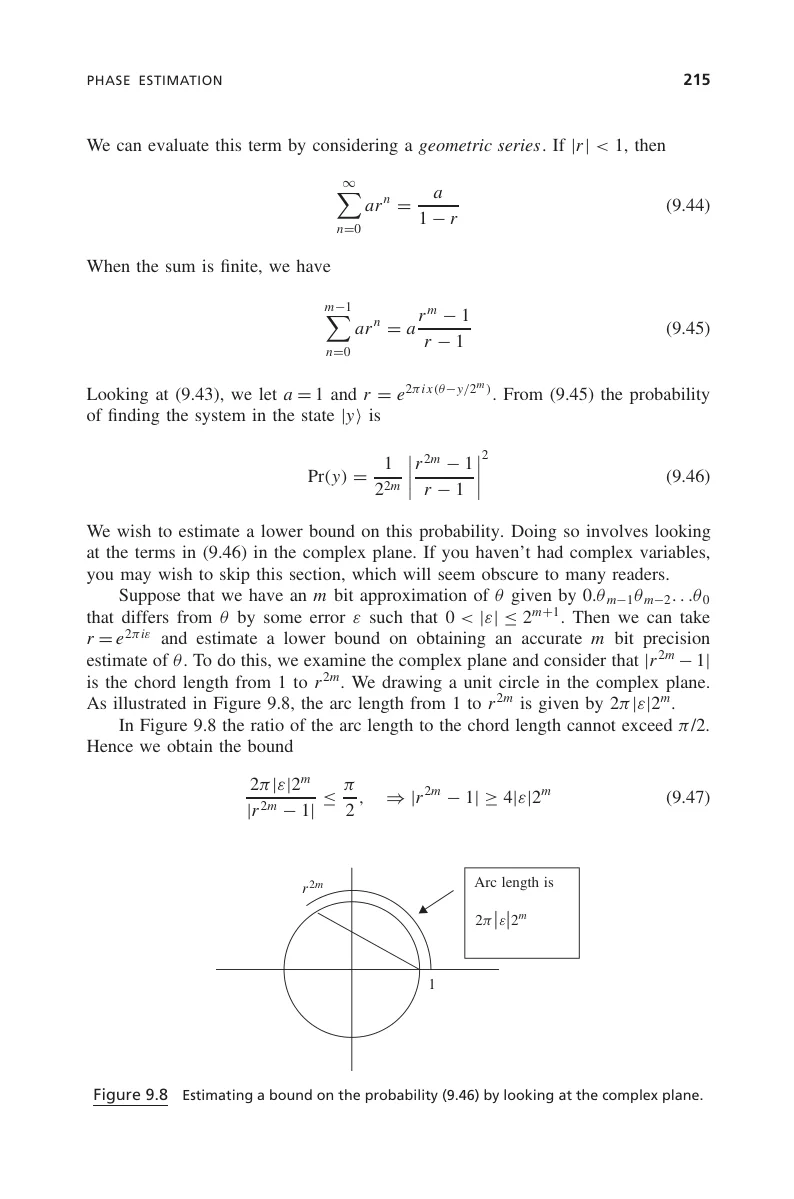 PHASE ESTIMATION 215
We can evaluate this term by considering a geometric series. If |r| < 1, then
∞
∑ arⁿ = a / (1 − r) (9.44)
n=0
When the sum is finite, we have
m−1
∑ arⁿ = a (r^m − 1) / (r − 1) (9.45)
n=0
Looking at (9.43), we let a = 1 and r = e^{2πix(θ−y/2^m)}. From (9.45) the probability
of finding the system in the state |y⟩ is
Pr(y) = 1/2^{2m} |(r^{2m} − 1) / (r − 1)|² (9.46)
We wish to estimate a lower bound on this probability. Doing so involves looking
at the terms in (9.46) in the complex plane. If you haven’t had complex variables,
you may wish to skip this section, which will seem obscure to many readers.
Suppose that we have an m bit approximation of θ given by 0.θ_{m−1}θ_{m−2}...θ_0
that differs from θ by some error ε such that 0 < |ε| ≤ 2^{m+1}. Then we can take
r = e^{2πiε} and estimate a lower bound on obtaining an accurate m bit precision
estimate of θ. To do this, we examine the complex plane and consider that |r^{2m} − 1|
is the chord length from 1 to r^{2m}. We drawing a unit circle in the complex plane.
As illustrated in Figure 9.8, the arc length from 1 to r^{2m} is given by 2π|ε|2^m.
In Figure 9.8 the ratio of the arc length to the chord length cannot exceed π/2.
Hence we obtain the bound
2π|ε|2^m / |r^{2m} − 1| ≤ π/2, ⇒ |r^{2m} − 1| ≥ 4|ε|2^m (9.47)
r^{2m}
Arc length is
2π|ε|2^m
1
Figure 9.8 Estimating a bound on the probability (9.46) by looking at the complex plane.